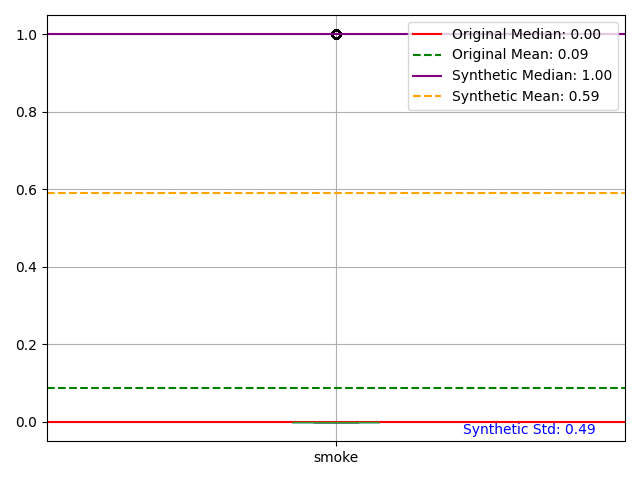 1.0
Original Median: 0.00
Original Mean: 0.09
Synthetic Median: 1.00
Synthetic Mean: 0.59
0.8
0.6
0.4
0.2
0.0
Synthetic Std: 0.49
smoke